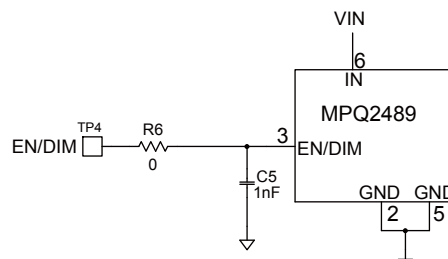 VIN
6
IN
MPQ2489
TP4
R6
3
EN/DIM
EN/DIM
0
C5
1nF
GND
GND
2
5